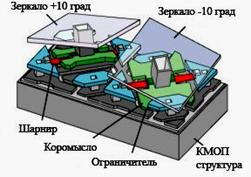 Зеркало +10 град
Зеркало -10 град
Шарнир
Коромысло
Ограничитель
КМОП
структура